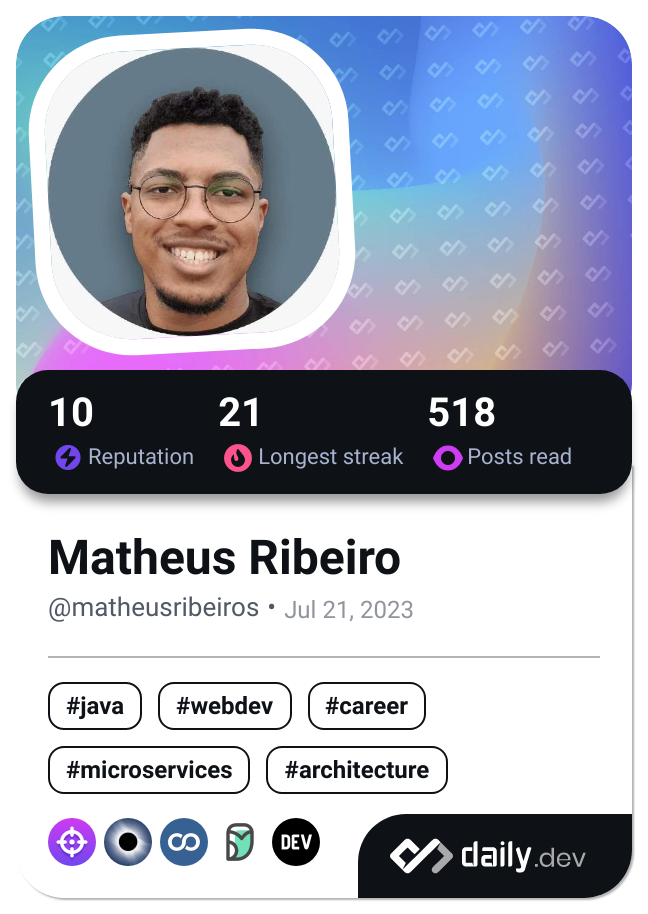 10 21 518
Reputation Longest streak Posts read
Matheus Ribeiro
@matheusribeiros • Jul 21, 2023
#java #webdev #career
#microservices #architecture
DEV daily.dev